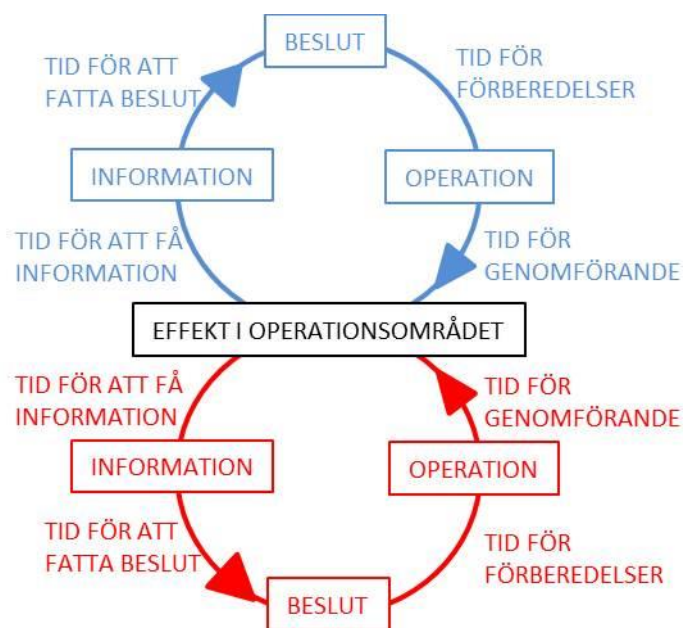 BESLUT
TID FÖR ATT
FATTA BESLUT
TID FÖR
FÖRBEREDELSER
INFORMATION
OPERATION
TID FÖR ATT FÅ
INFORMATION
TID FÖR
GENOMFÖRANDE
EFFEKT I OPERATIONSOMRÅDET
TID FÖR ATT FÅ
INFORMATION
TID FÖR
GENOMFÖRANDE
INFORMATION
OPERATION
TID FÖR ATT
FATTA BESLUT
TID FÖR
FÖRBEREDELSER
BESLUT